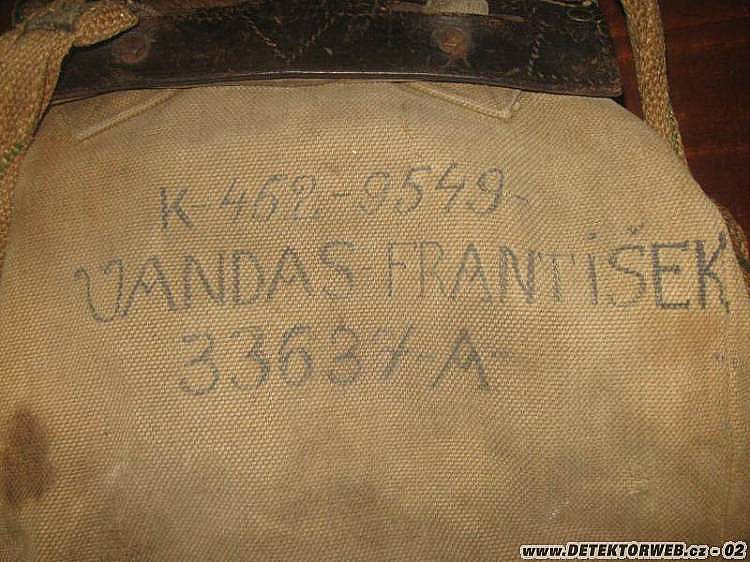 K-462.-9549-
VANDAS FRANTIŠEK
33637-A-
www.DETEKTORWEB.cz - 02